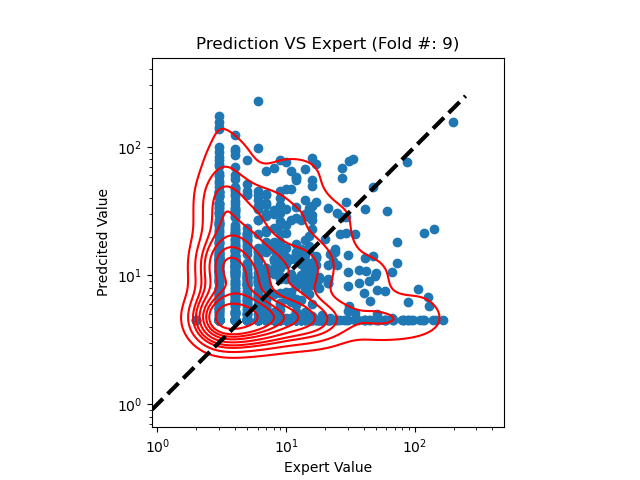 Prediction VS Expert (Fold #: 9)
Predcited Value
10²
10¹
10⁰
10⁰ 10¹ 10²
Expert Value